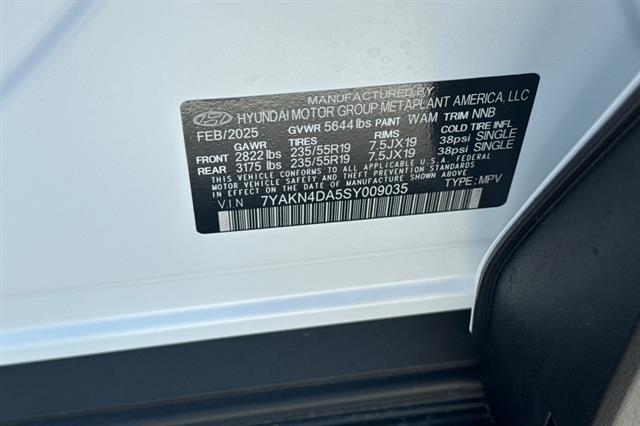 MANUFACTURED BY
HYUNDAI MOTOR GROUP METAPLANT AMERICA, LLC
FEB/2025 GVWR 5644 lbs PAINT WAM TRIM NNB
GAWR TIRES RIMS COLD TIRE INFL
FRONT 2822 lbs 235/55R19 7.5JX19 38psi SINGLE
REAR 3175 lbs 235/55R19 7.5JX19 38psi SINGLE
THIS VEHICLE CONFORMS TO ALL APPLICABLE U.S.A. FEDERAL
MOTOR VEHICLE SAFETY STANDARDS IN EFFECT ON THE
DATE OF MANUFACTURE SHOWN ABOVE.
VIN 7YAKN4DA5SY009035 TYPE: MPV